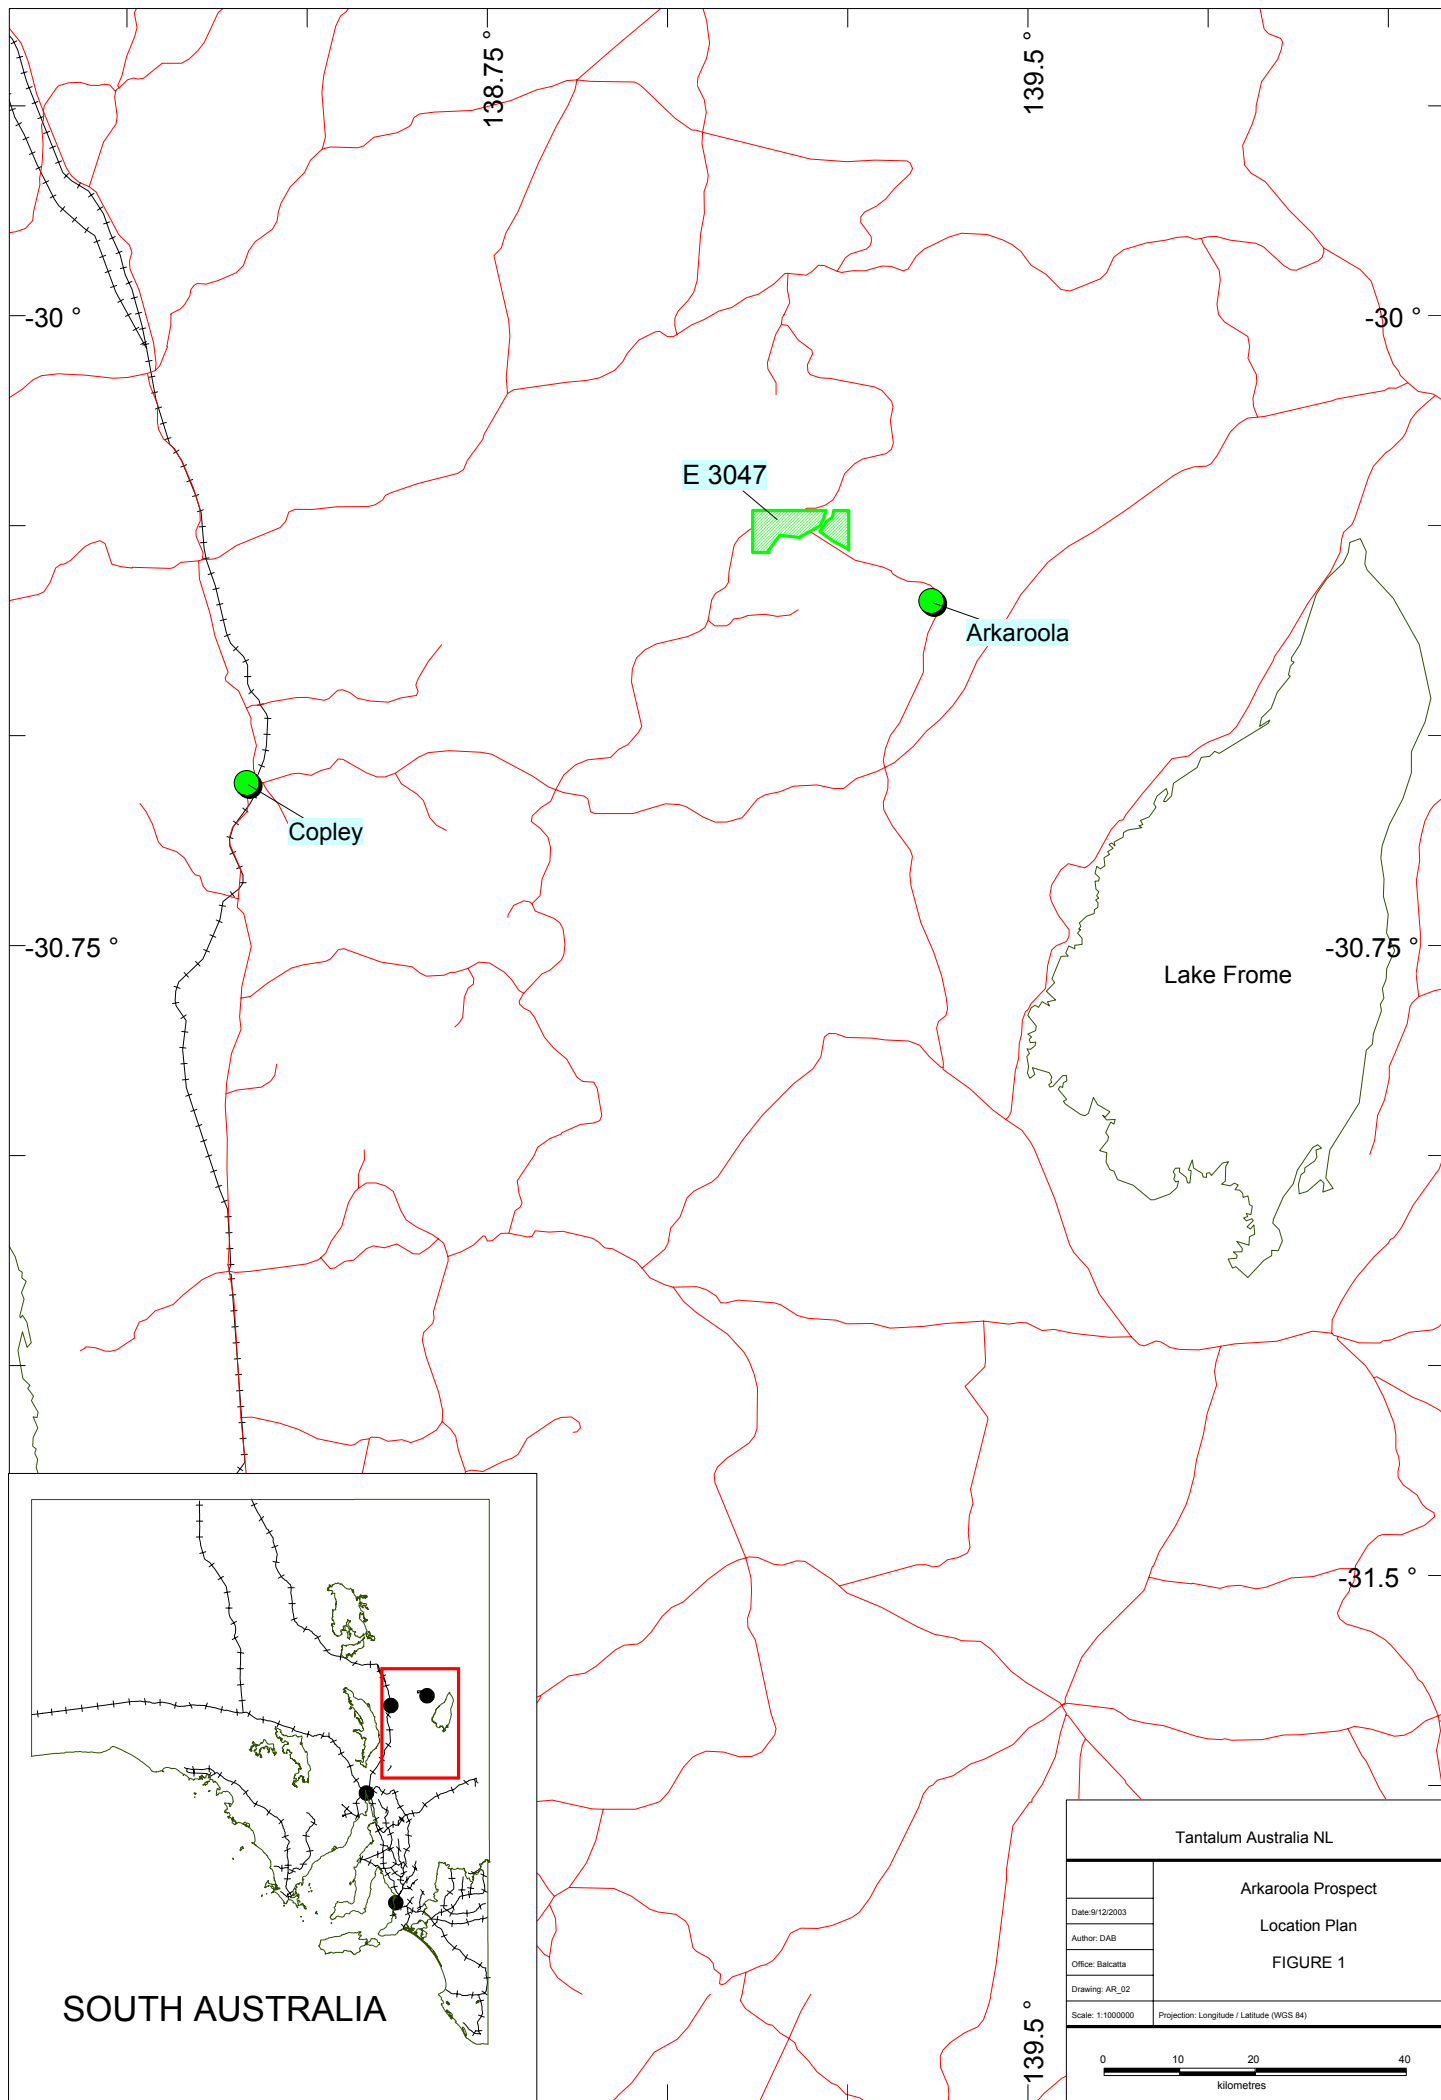 138.75 °
139.5 °
-30 °
-30 °
E 3047
Arkaroola
Copley
-30.75 °
-30.75 °
Lake Frome
-31.5 °
SOUTH AUSTRALIA
139.5 °
Tantalum Australia NL
Arkaroola Prospect
Location Plan
FIGURE 1
Date:9/12/2003
Author: DAB
Office: Balcatta
Drawing: AR_02
Scale: 1:1000000
Projection: Longitude / Latitude (WGS 84)
0 10 20 40
kilometres